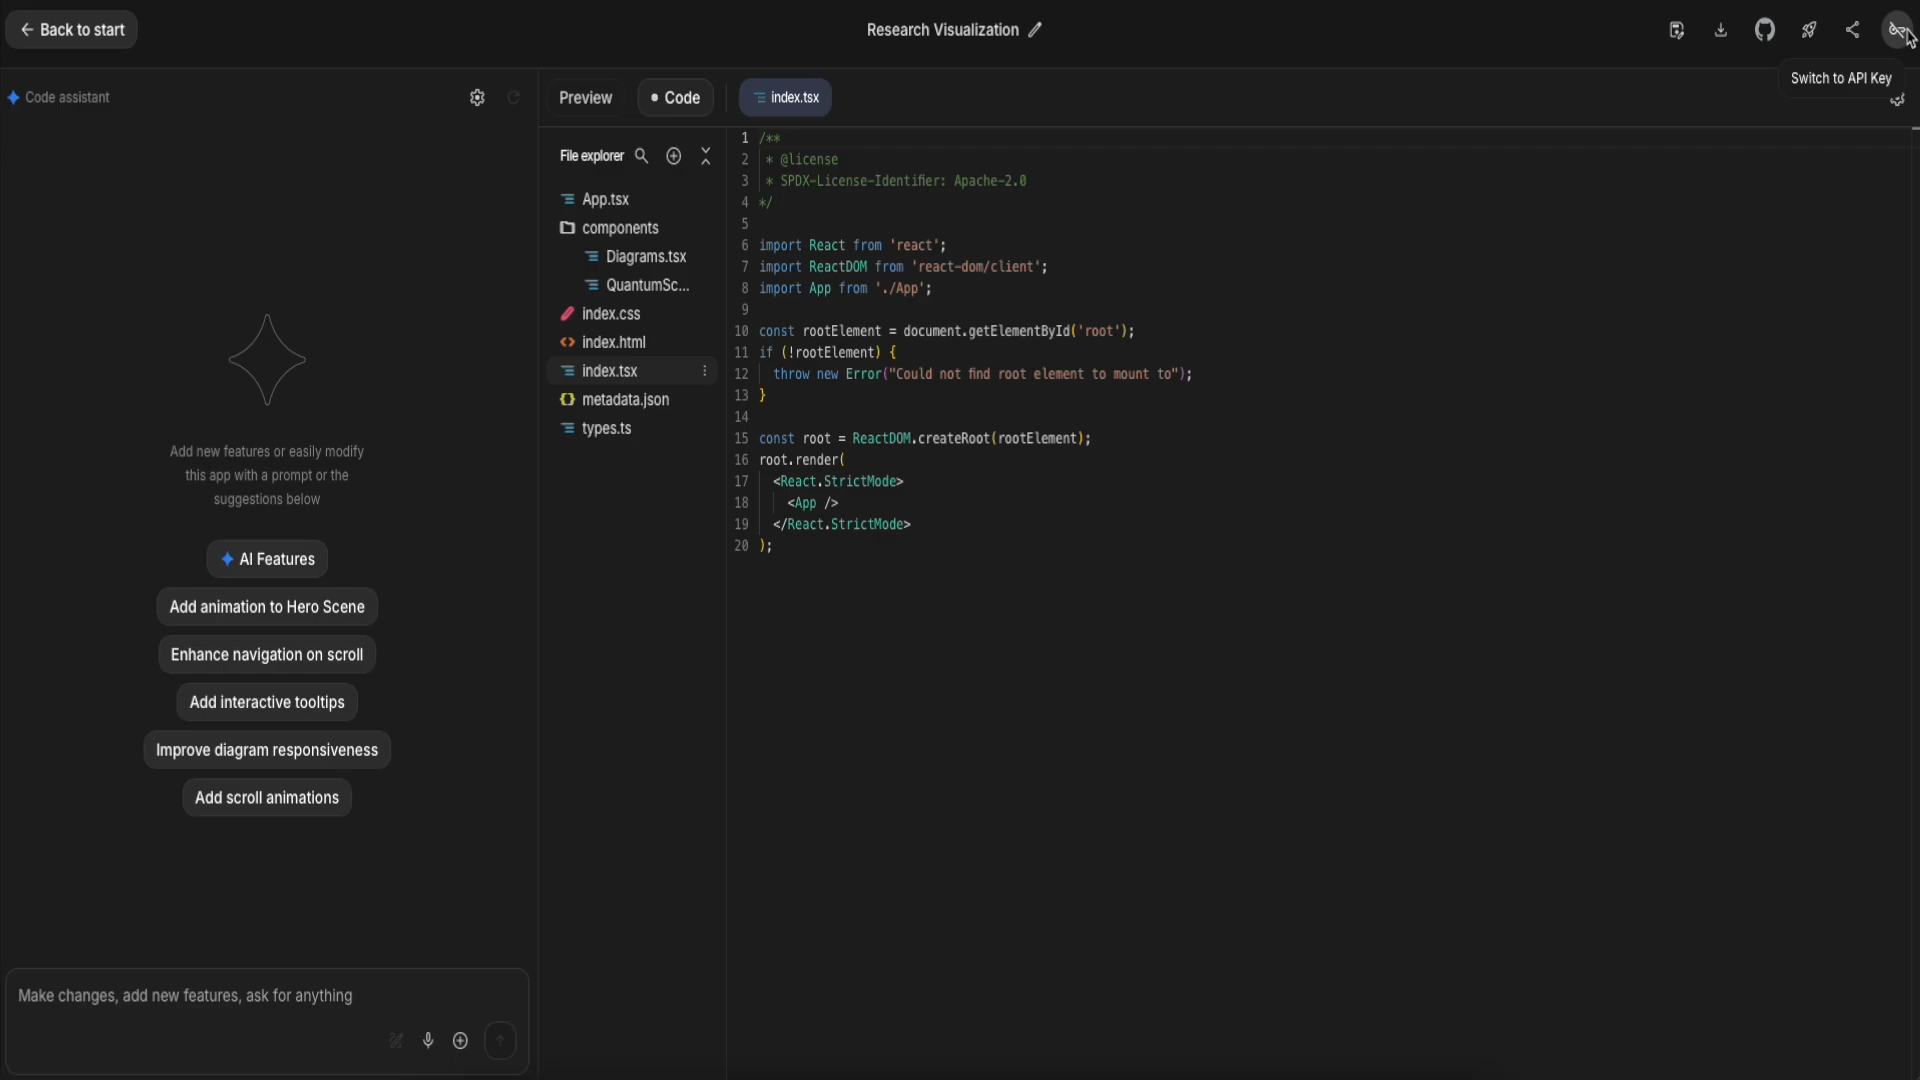 Back to start
Research Visualization
Switch to API Key
Code assistant
Preview
Code
index.tsx
File explorer
App.tsx
components
Diagrams.tsx
QuantumSc...
index.css
index.html
index.tsx
metadata.json
types.ts
1 /**
2 * @license
3 * SPDX-License-Identifier: Apache-2.0
4 */
5
6 import React from 'react';
7 import ReactDOM from 'react-dom/client';
8 import App from './App';
9
10 const rootElement = document.getElementById('root');
11 if (!rootElement) {
12 throw new Error("Could not find root element to mount to");
13 }
14
15 const root = ReactDOM.createRoot(rootElement);
16 root.render(
17 <React.StrictMode>
18 <App />
19 </React.StrictMode>
20 );
Add new features or easily modify
this app with a prompt or the
suggestions below
AI Features
Add animation to Hero Scene
Enhance navigation on scroll
Add interactive tooltips
Improve diagram responsiveness
Add scroll animations
Make changes, add new features, ask for anything